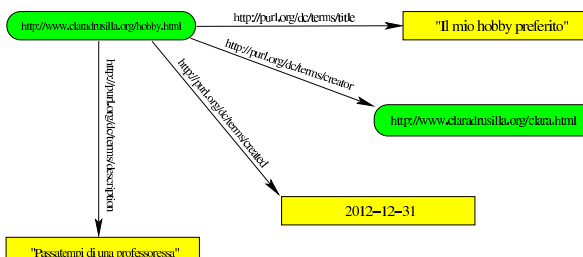 http://www.claradrusilla.org/hobby.html
http://purl.org/dc/terms/title
"Il mio hobby preferito"
http://purl.org/dc/terms/creator
http://www.claradrusilla.org/clara.html
http://purl.org/dc/terms/created
2012−12−31
http://purl.org/dc/terms/description
"Passatempi di una professoressa"